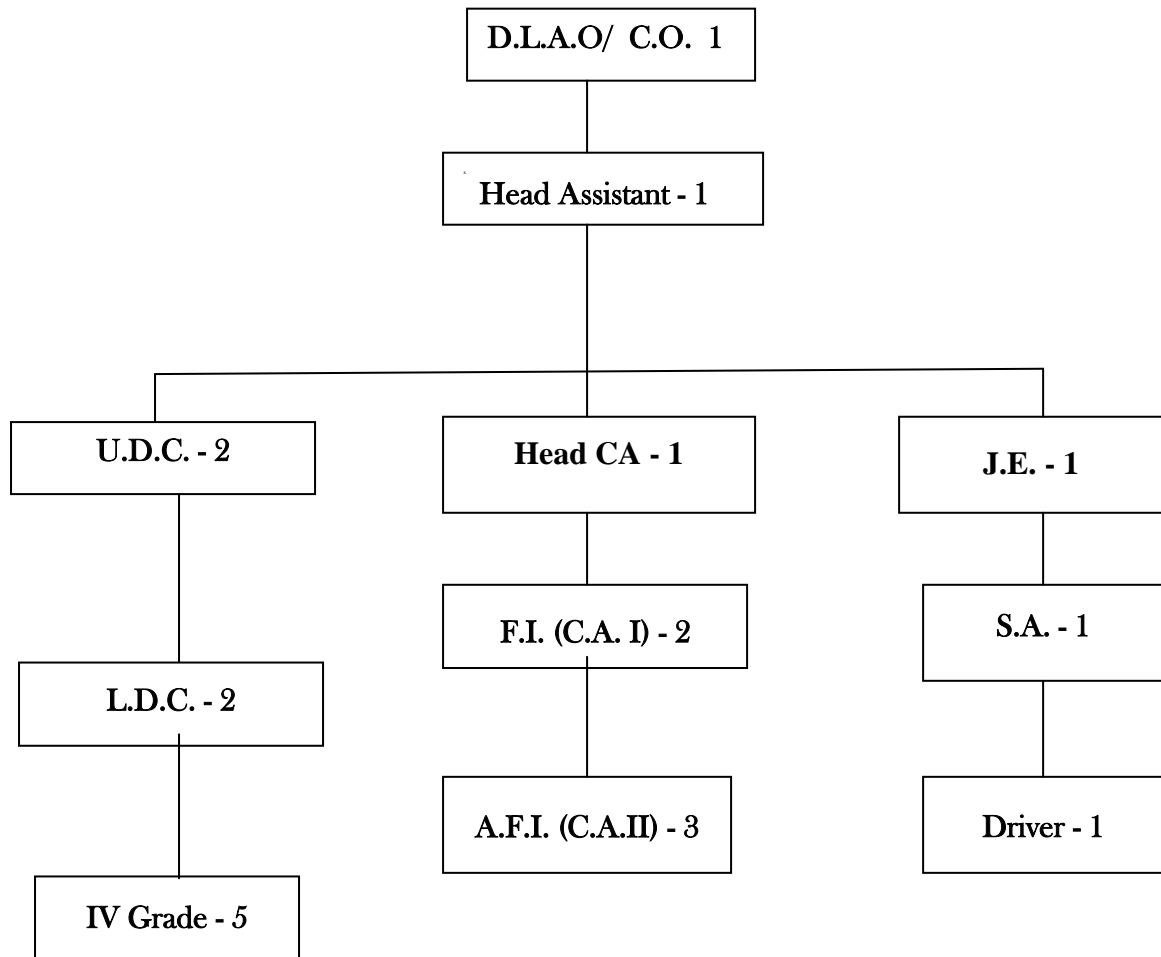 D.L.A.O/ C.O. 1
Head Assistant - 1
U.D.C. - 2
Head CA - 1
J.E. - 1
F.I. (C.A. I) - 2
S.A. - 1
L.D.C. - 2
A.F.I. (C.A.II) - 3
Driver - 1
IV Grade - 5